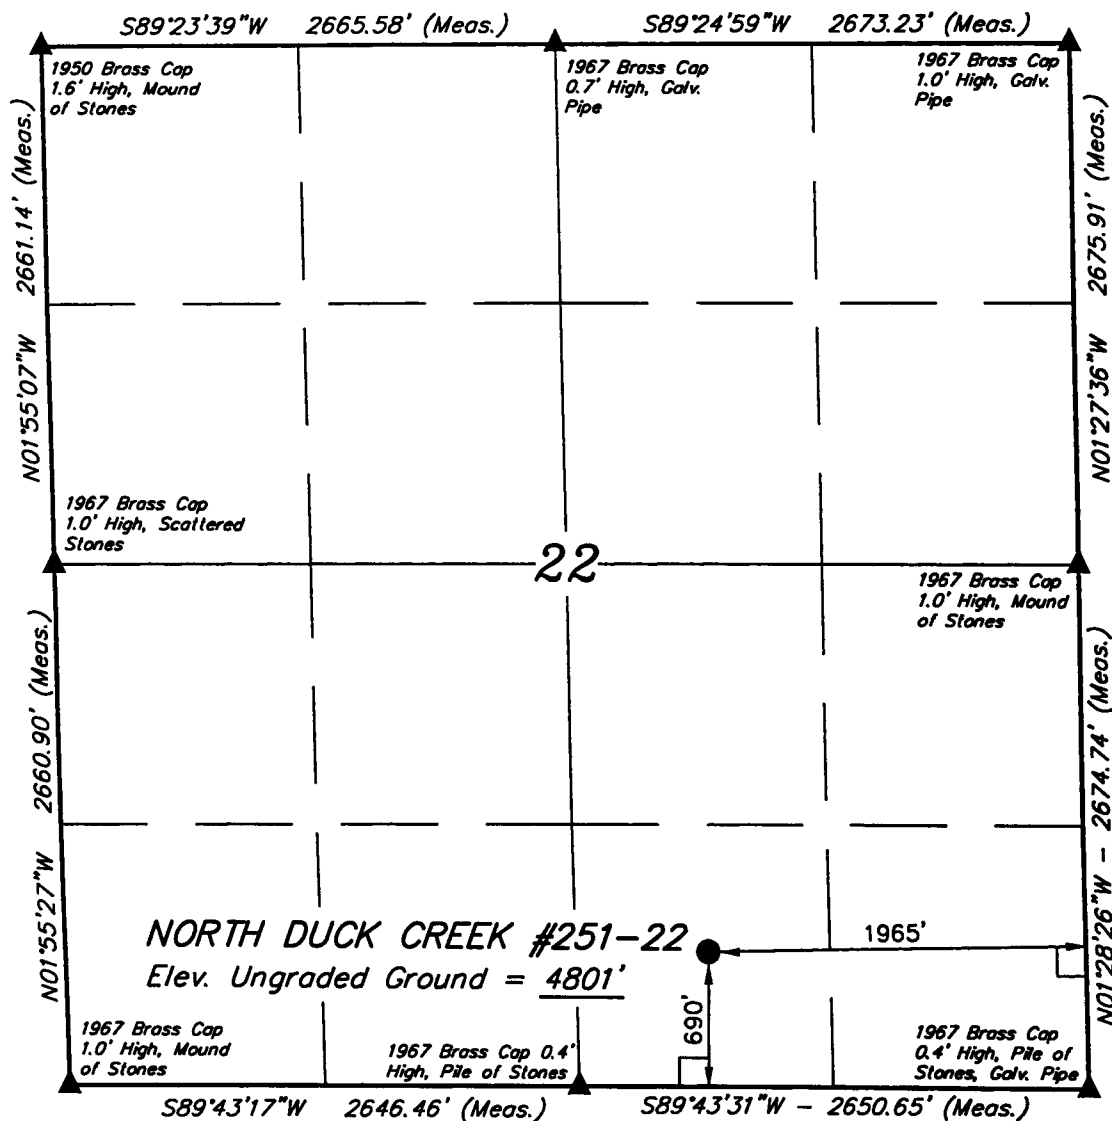 S89°23'39"W 2665.58' (Meas.)
S89°24'59"W 2673.23' (Meas.)
1950 Brass Cap
1.6' High, Mound
of Stones
1967 Brass Cap
0.7' High, Galv.
Pipe
1967 Brass Cap
1.0' High, Galv.
Pipe
N01°55'07"W 2661.14' (Meas.)
N01°27'36"W 2675.91' (Meas.)
1967 Brass Cap
1.0' High, Scattered
Stones
22
1967 Brass Cap
1.0' High, Mound
of Stones
N01°55'27"W 2660.90' (Meas.)
N01°28'26"W - 2674.74' (Meas.)
NORTH DUCK CREEK #251-22
Elev. Ungraded Ground = 4801'
1965'
690'
1967 Brass Cap
1.0' High, Mound
of Stones
1967 Brass Cap 0.4'
High, Pile of Stones
1967 Brass Cap
0.4' High, Pile of
Stones, Galv. Pipe
S89°43'17"W 2646.46' (Meas.)
S89°43'31"W - 2650.65' (Meas.)